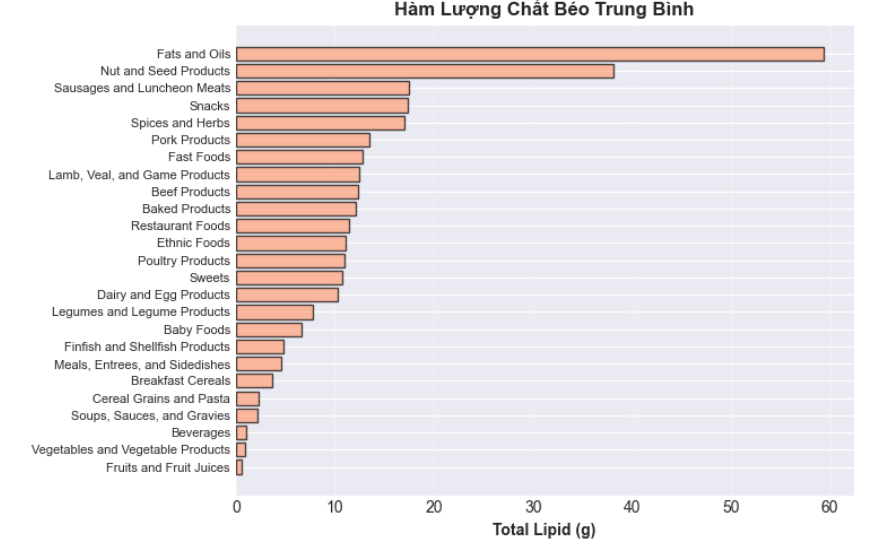 Hàm Lượng Chất Béo Trung Bình
Fats and Oils
Nut and Seed Products
Sausages and Luncheon Meats
Snacks
Spices and Herbs
Pork Products
Fast Foods
Lamb, Veal, and Game Products
Beef Products
Baked Products
Restaurant Foods
Ethnic Foods
Poultry Products
Sweets
Dairy and Egg Products
Legumes and Legume Products
Baby Foods
Finfish and Shellfish Products
Meals, Entrees, and Sidedishes
Breakfast Cereals
Cereal Grains and Pasta
Soups, Sauces, and Gravies
Beverages
Vegetables and Vegetable Products
Fruits and Fruit Juices
0 10 20 30 40 50 60
Total Lipid (g)